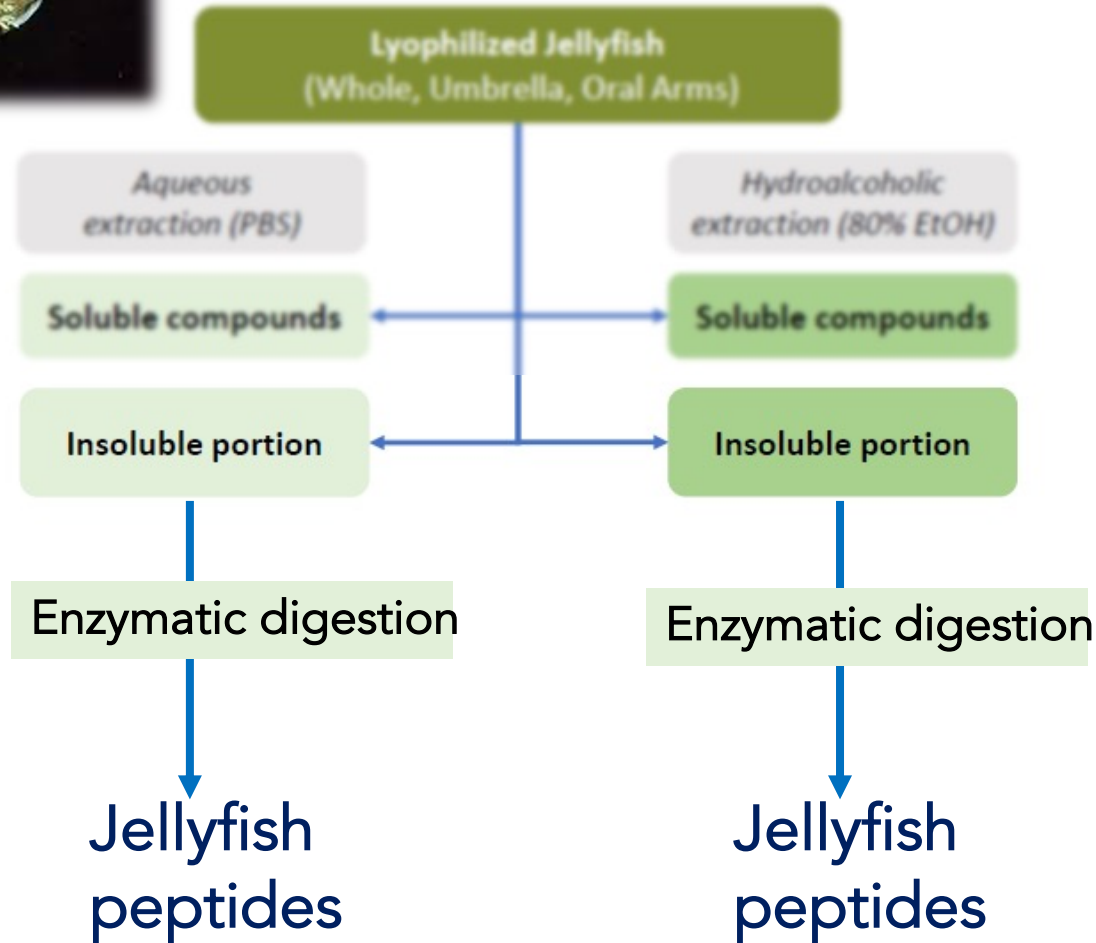 Lyophilized Jellyfish
(Whole, Umbrella, Oral Arms)
Aqueous
extraction (PBS)
Hydroalcoholic
extraction (80% EtOH)
Soluble compounds
Soluble compounds
Insoluble portion
Insoluble portion
Enzymatic digestion
Enzymatic digestion
Jellyfish
peptides
Jellyfish
peptides